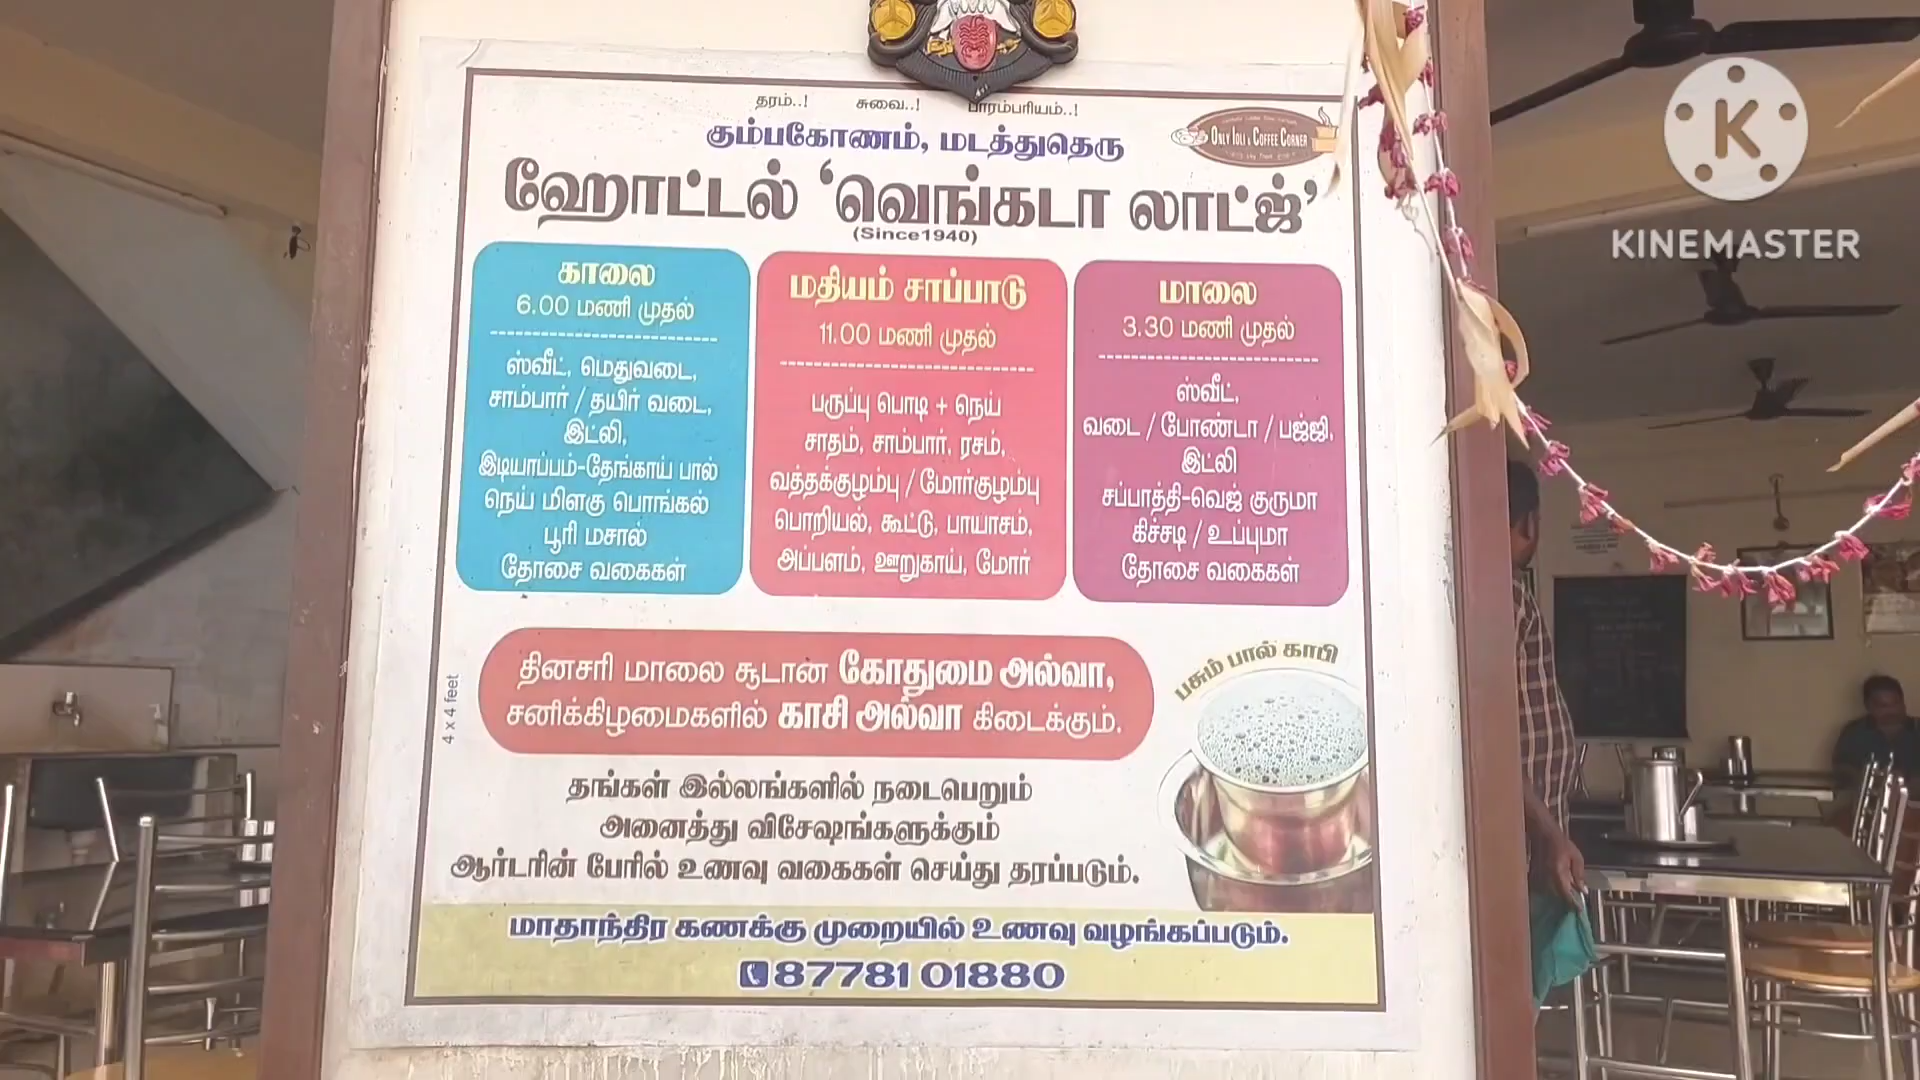 தரம்..! சுவை..! பாரம்பரியம்..!
கும்பகோணம், மடத்துதெரு
ONLY IDLI & COFFEE CORNER
ஹோட்டல் ‘வெங்கடா லாட்ஜ்’
(Since1940)
காலை
6.00 மணி முதல்
ஸ்வீட், மெதுவடை,
சாம்பார் / தயிர் வடை,
இட்லி,
இடியாப்பம்-தேங்காய் பால்
நெய் மிளகு பொங்கல்
பூரி மசால்
தோசை வகைகள்
மதியம் சாப்பாடு
11.00 மணி முதல்
பருப்பு பொடி + நெய்
சாதம், சாம்பார், ரசம்,
வத்தக்குழம்பு / மோர்குழம்பு
பொறியல், கூட்டு, பாயாசம்,
அப்பளம், ஊறுகாய், மோர்
மாலை
3.30 மணி முதல்
ஸ்வீட்,
வடை / போண்டா / பஜ்ஜி,
இட்லி
சப்பாத்தி-வெஜ் குருமா
கிச்சடி / உப்புமா
தோசை வகைகள்
தினசரி மாலை சூடான கோதுமை அல்வா,
சனிக்கிழமைகளில் காசி அல்வா கிடைக்கும்.
பசும் பால் காபி
4 x 4 feet
தங்கள் இல்லங்களில் நடைபெறும்
அனைத்து விசேஷங்களுக்கும்
ஆர்டரின் பேரில் உணவு வகைகள் செய்து தரப்படும்.
மாதாந்திர கணக்கு முறையில் உணவு வழங்கப்படும்.
87781 01880
K
KINEMASTER